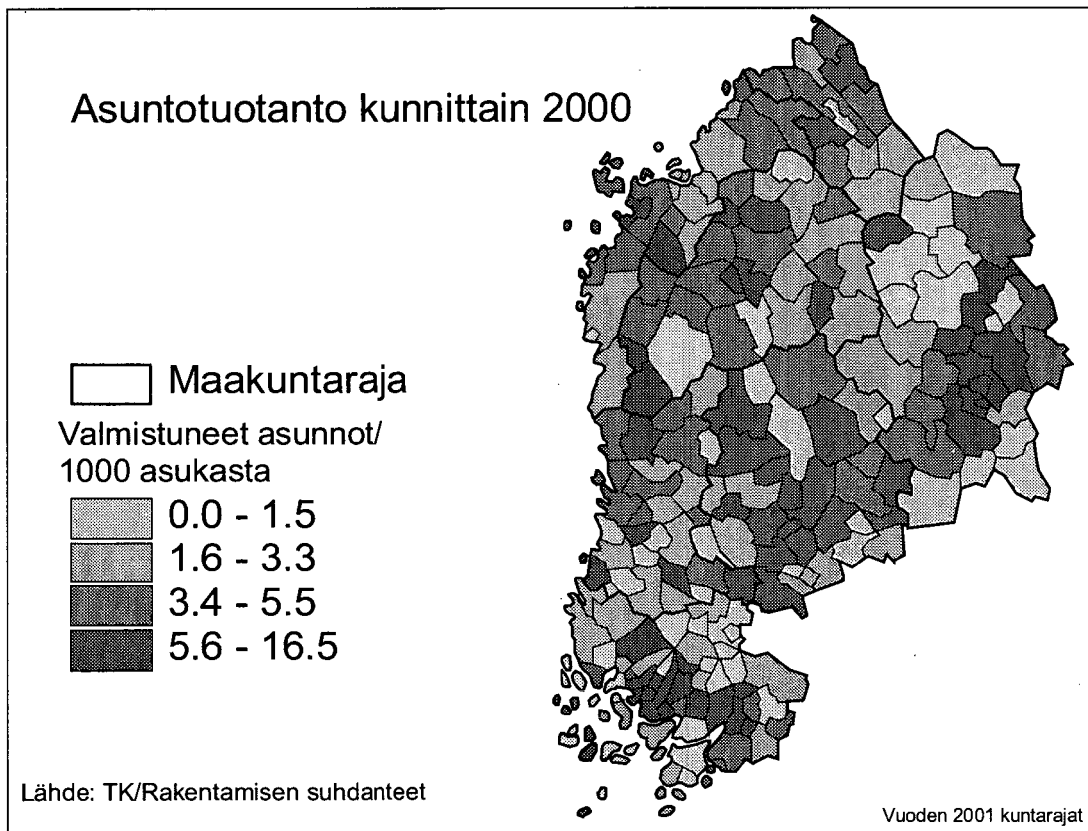 Asuntotuotanto kunnittain 2000
Maakuntaraja
Valmistuneet asunnot/
1000 asukasta
0.0 - 1.5
1.6 - 3.3
3.4 - 5.5
5.6 - 16.5
Lähde: TK/Rakentamisen suhdanteet
Vuoden 2001 kuntarajat